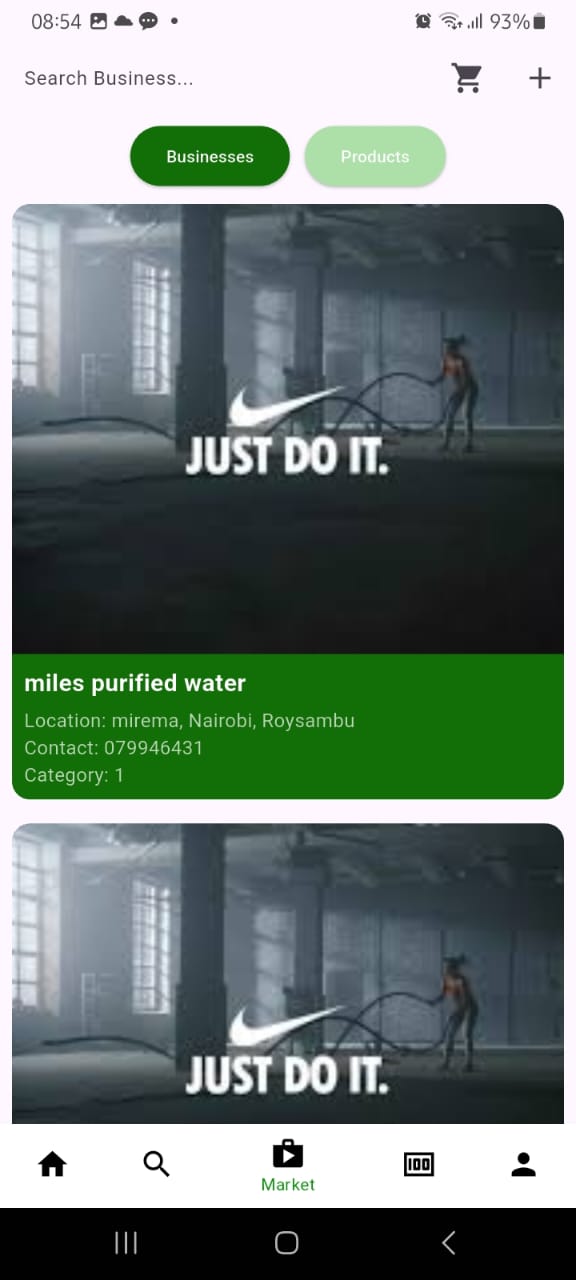 08:54
93%
Search Business...
Businesses
Products
JUST DO IT.
miles purified water
Location: mirema, Nairobi, Roysambu
Contact: 079946431
Category: 1
JUST DO IT.
100
Market